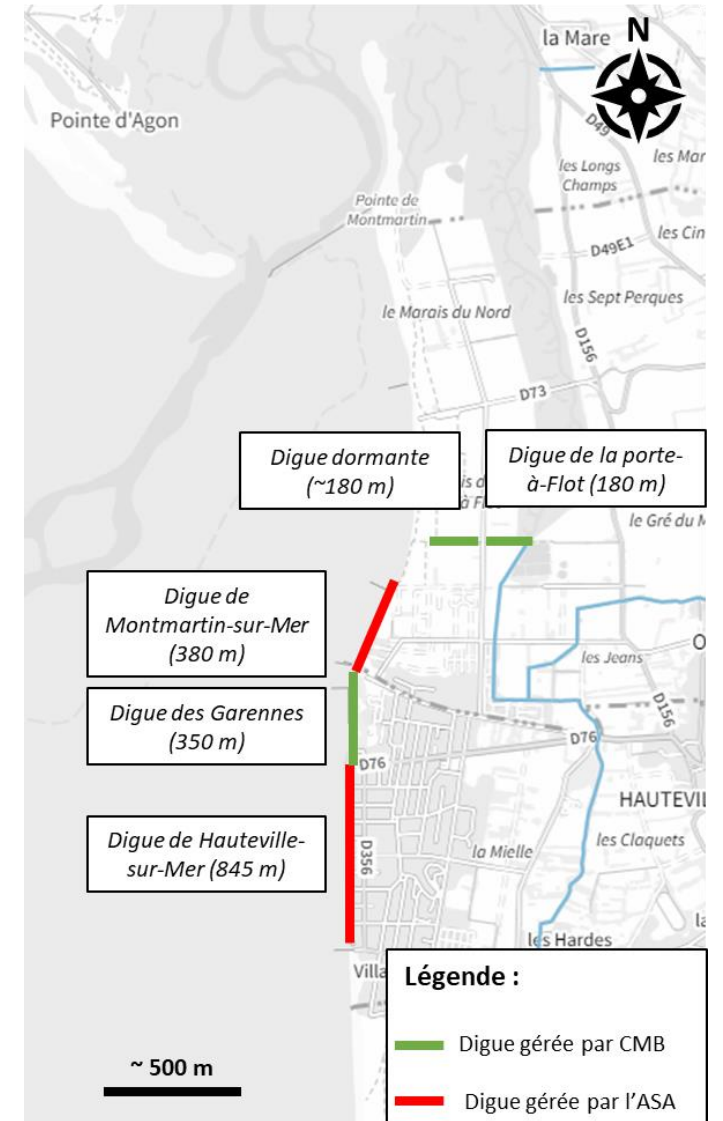 la Mare
N
Pointe d'Agon
D49
les Longs
Champs
les Mar
Pointe de
Montmartin
D49E1
les Cin
le Marais du Nord
les Sept Perques
D156
D73
Digue dormante
(~180 m)
Digue de la porte-
à-Flot (180 m)
le Gré du M
Digue de
Montmartin-sur-Mer
(380 m)
les Jeans
O
D156
Digue des Garennes
(350 m)
D76
D76
HAUTEVIL
Digue de Hauteville-
sur-Mer (845 m)
D356
la Mielle
les Claquets
la
les Hardes
Villa
Légende :
~ 500 m
Digue gérée par CMB
Digue gérée par l'ASA